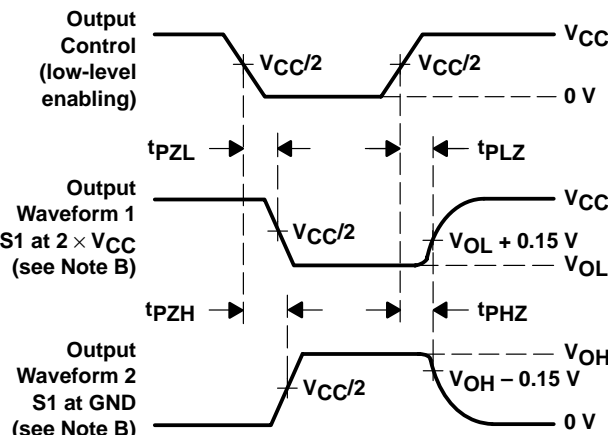 Output
Control
(low-level
enabling)
VCC/2
VCC/2
VCC
0 V
tPZL
tPLZ
Output
Waveform 1
S1 at 2 × VCC
(see Note B)
VCC/2
VCC
VOL + 0.15 V
VOL
tPZH
tPHZ
Output
Waveform 2
S1 at GND
(see Note B)
VCC/2
VOH
VOH – 0.15 V
0 V